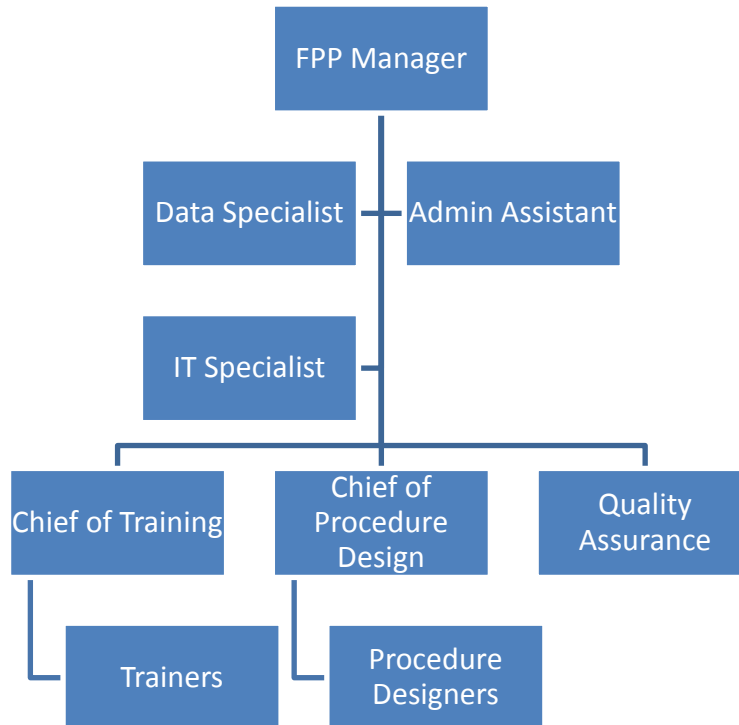 FPP Manager
Data Specialist
Admin Assistant
IT Specialist
Chief of Training
Chief of
Procedure
Design
Quality
Assurance
Trainers
Procedure
Designers